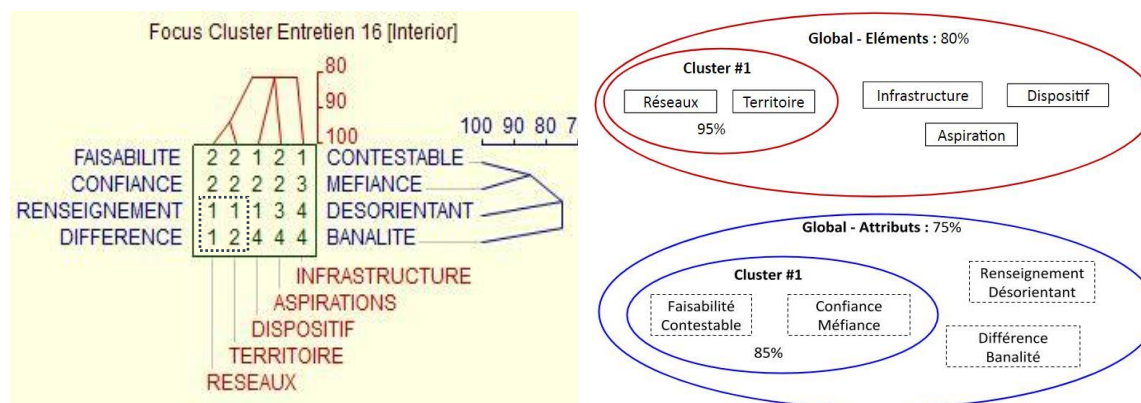 Focus Cluster Entretien 16 [Interior]
80
90
100
100 90 80 7
FAISABILITE 2 2 1 2 1 CONTESTABLE
CONFIANCE 2 2 2 2 3 MEFIANCE
RENSEIGNEMENT 1 1 1 3 4 DESORIENTANT
DIFFERENCE 1 2 4 4 4 BANALITE
INFRASTRUCTURE
ASPIRATIONS
DISPOSITIF
TERRITOIRE
RESEAUX
Global - Eléments : 80%
Cluster #1
Réseaux
Territoire
95%
Infrastructure
Dispositif
Aspiration
Global - Attributs : 75%
Cluster #1
Faisabilité
Contestable
Confiance
Méfiance
85%
Renseignement
Désorientant
Différence
Banalité